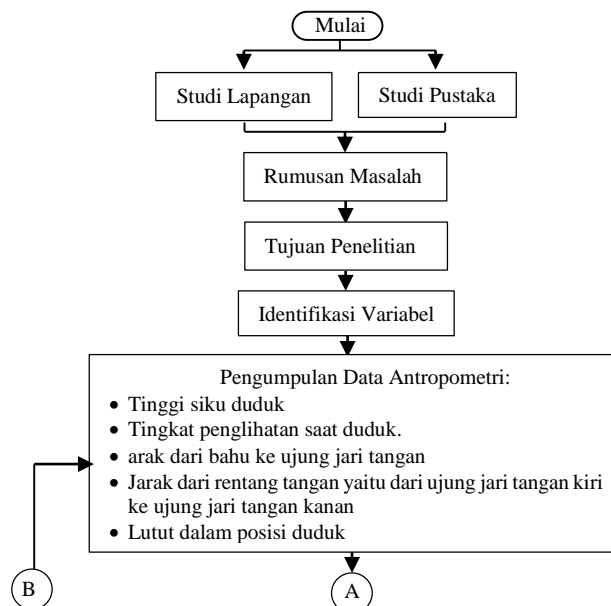 Mulai
Studi Lapangan
Studi Pustaka
Rumusan Masalah
Tujuan Penelitian
Identifikasi Variabel
Pengumpulan Data Antropometri:
• Tinggi siku duduk
• Tingkat penglihatan saat duduk.
• arak dari bahu ke ujung jari tangan
• Jarak dari rentang tangan yaitu dari ujung jari tangan kiri
ke ujung jari tangan kanan
• Lutut dalam posisi duduk
B
A